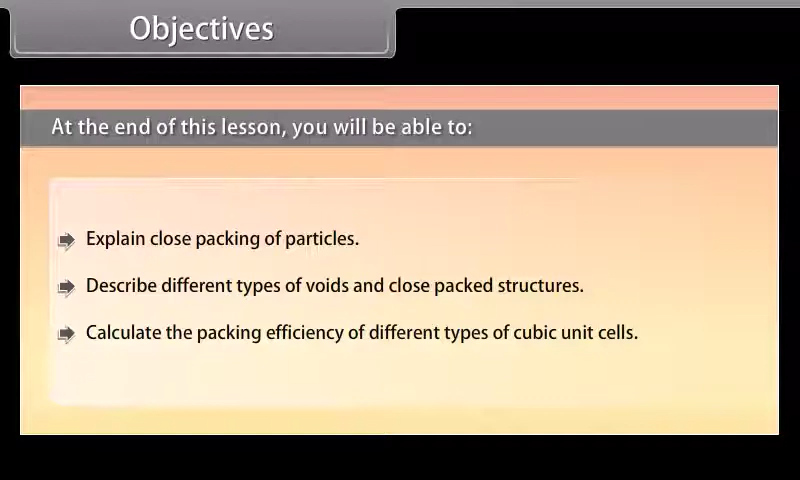 Objectives
At the end of this lesson, you will be able to:
Explain close packing of particles.
Describe different types of voids and close packed structures.
Calculate the packing efficiency of different types of cubic unit cells.